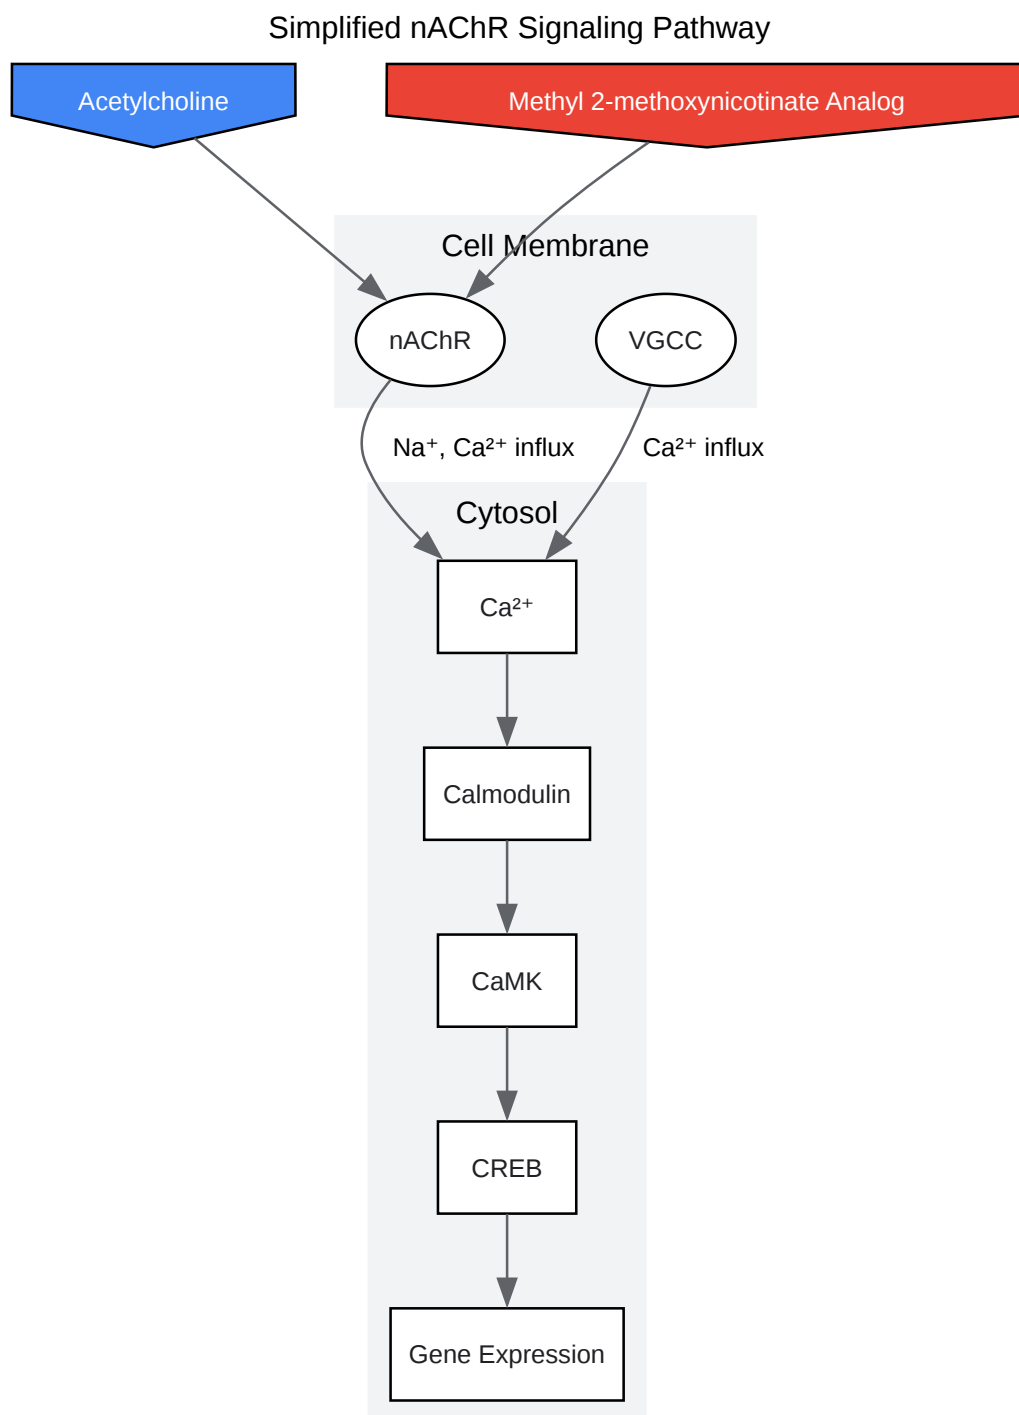 Simplified nAChR Signaling Pathway
Acetylcholine
Methyl 2-methoxynicotinate Analog
Cell Membrane
nAChR
VGCC
Na⁺, Ca²⁺ influx
Ca²⁺ influx
Cytosol
Ca²⁺
Calmodulin
CaMK
CREB
Gene Expression